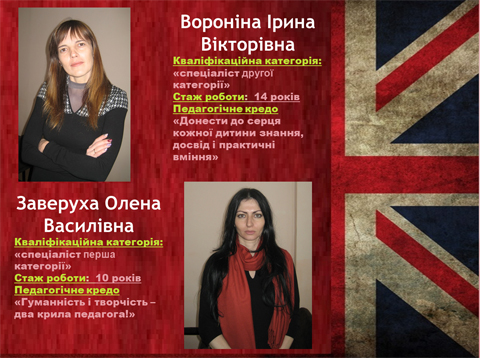 Вороніна Ірина
Вікторівна
Кваліфікаційна категорія:
«спеціаліст другої
категорії»
Стаж роботи:  14 років
Педагогічне кредо
«Донести до серця
кожної дитини знання,
досвід і практичні
вміння»
Заверуха Олена
Василівна
Кваліфікаційна категорія:
«спеціаліст перша
категорії»
Стаж роботи:  10 років
Педагогічне кредо
«Гуманність і творчість –
два крила педагога!»